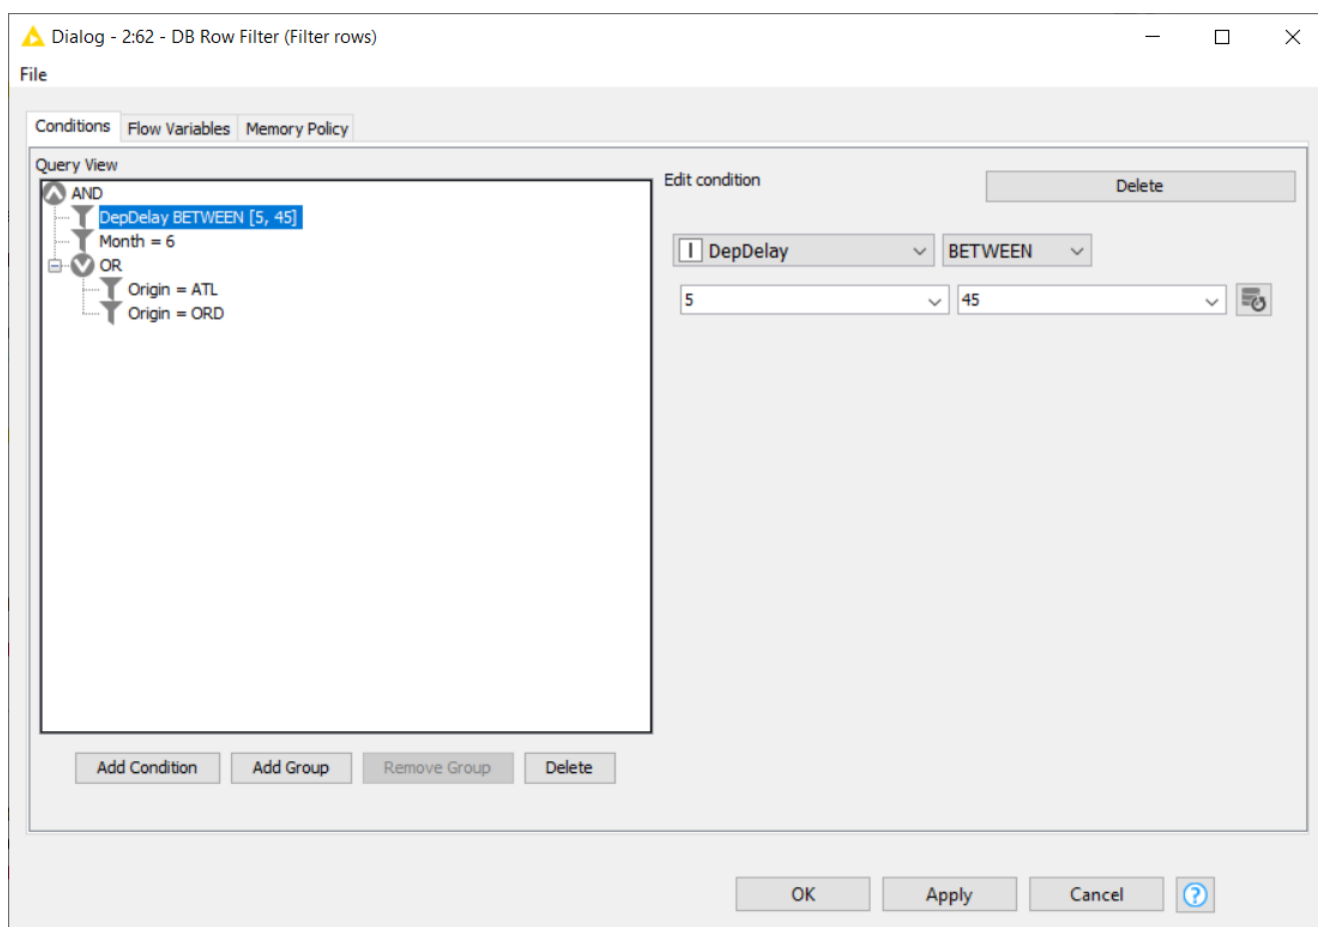 Dialog - 2:62 - DB Row Filter (Filter rows)
File
Conditions Flow Variables Memory Policy
Query View
AND
DepDelay BETWEEN [5, 45]
Month = 6
OR
Origin = ATL
Origin = ORD
Add Condition Add Group Remove Group Delete
Edit condition Delete
I DepDelay BETWEEN
5 45
OK Apply Cancel ?